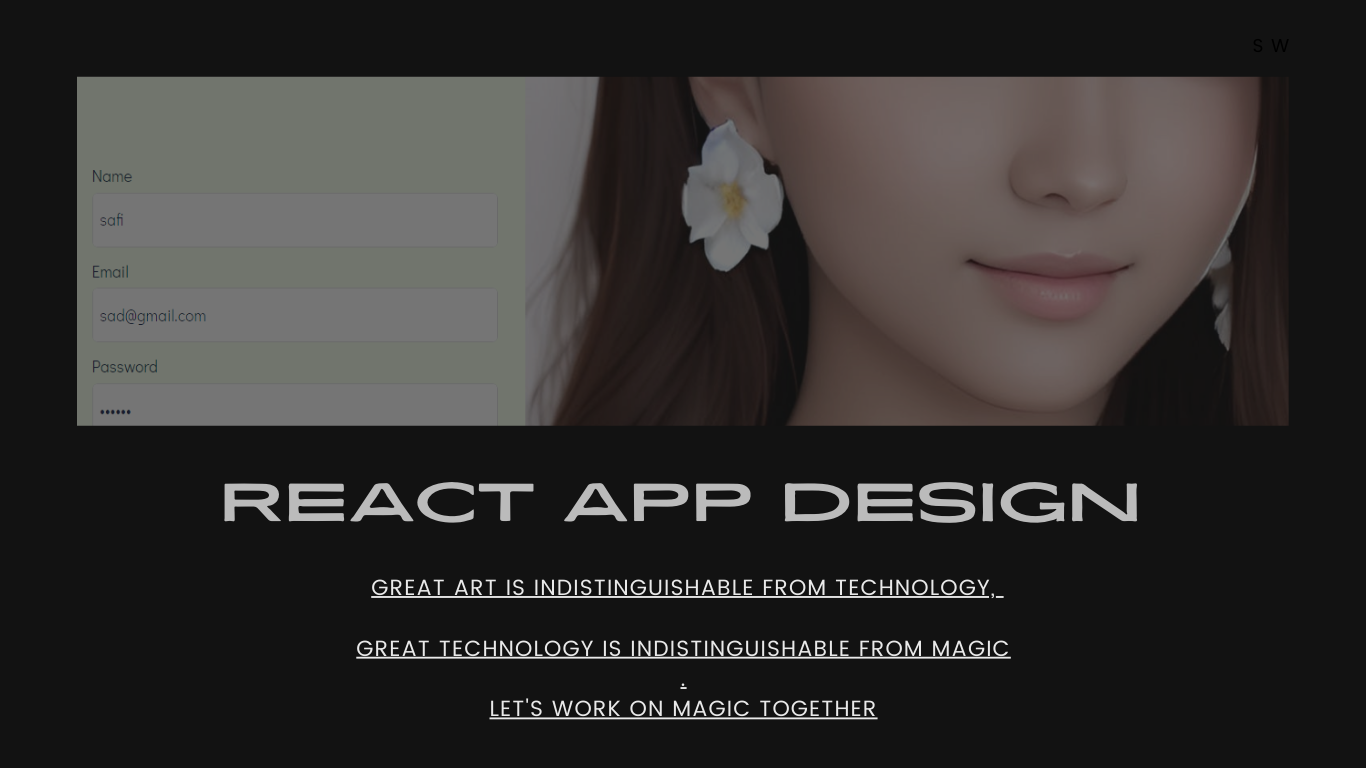 S W
Name
safi
Email
sad@gmail.com
Password
••••••
REACT APP DESIGN
GREAT ART IS INDISTINGUISHABLE FROM TECHNOLOGY,
GREAT TECHNOLOGY IS INDISTINGUISHABLE FROM MAGIC
.
LET'S WORK ON MAGIC TOGETHER